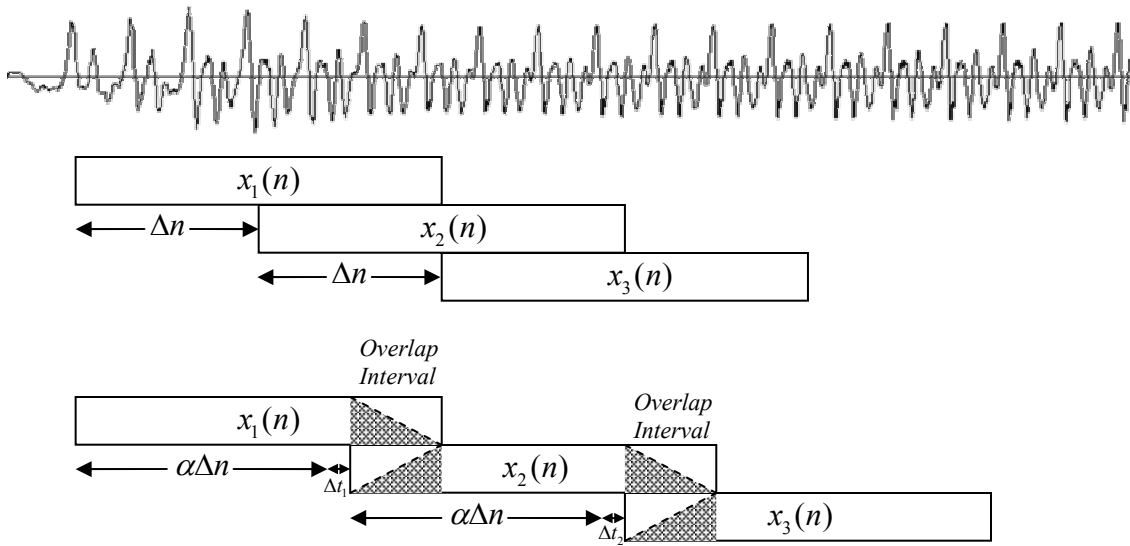 x₁(n)
Δn
x₂(n)
Δn
x₃(n)
Overlap
Interval
x₁(n)
Overlap
Interval
αΔn
Δt₁
x₂(n)
αΔn
Δt₂
x₃(n)